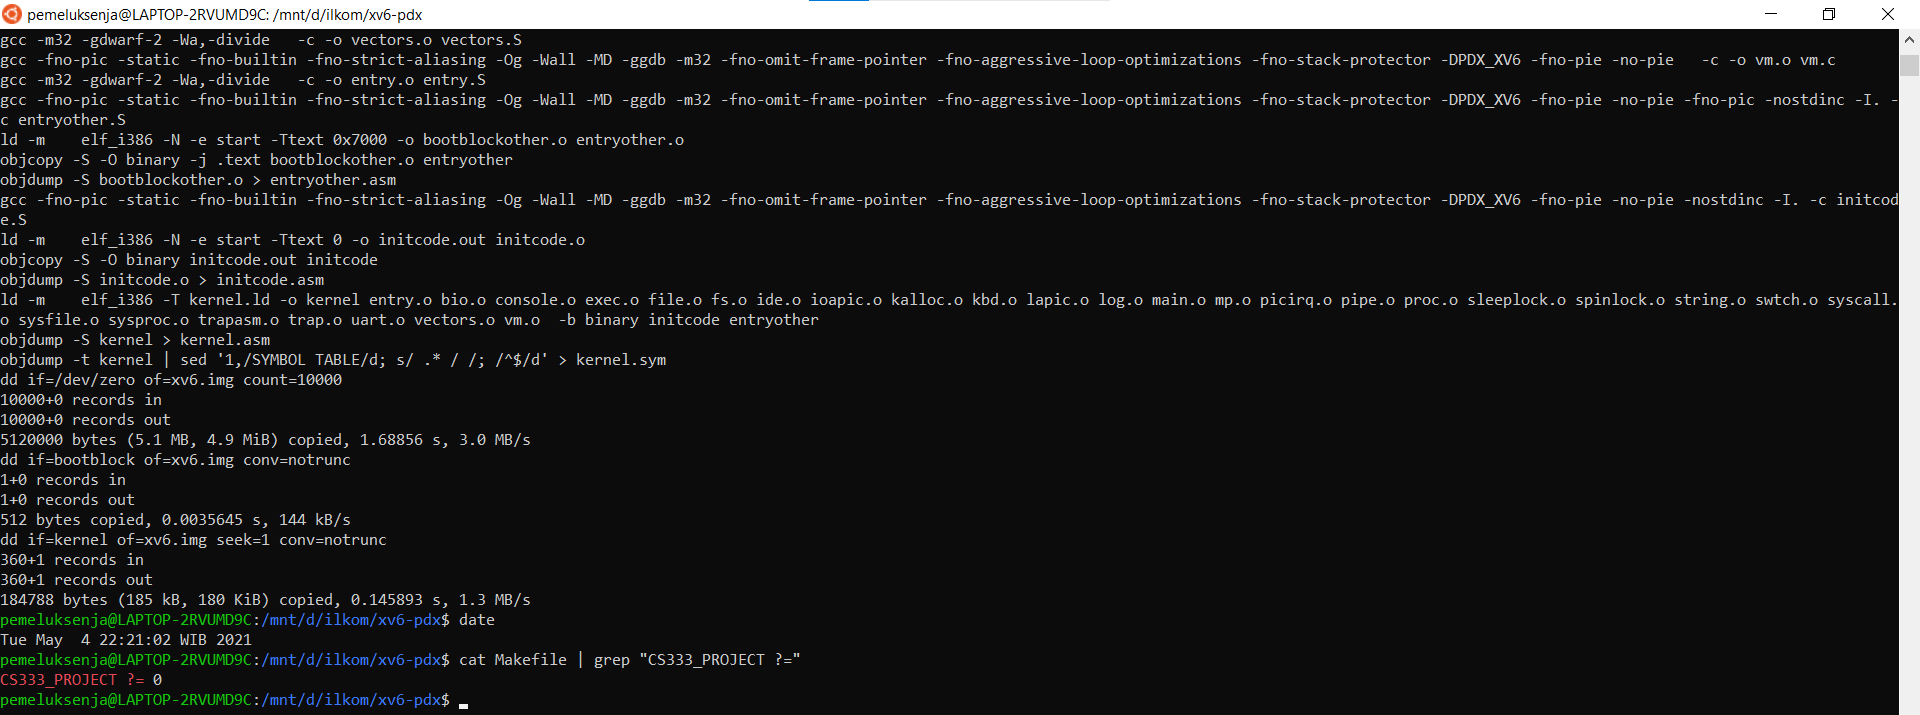 pemeluksenja@LAPTOP-2RVUMD9C: /mnt/d/ilkom/xv6-pdx
gcc -m32 -gdwarf-2 -Wa,-divide   -c -o vectors.o vectors.S
gcc -fno-pic -static -fno-builtin -fno-strict-aliasing -Og -Wall -MD -ggdb -m32 -fno-omit-frame-pointer -fno-aggressive-loop-optimizations -fno-stack-protector -DPDX_XV6 -fno-pie -no-pie   -c -o vm.o vm.c
gcc -m32 -gdwarf-2 -Wa,-divide   -c -o entry.o entry.S
gcc -fno-pic -static -fno-builtin -fno-strict-aliasing -Og -Wall -MD -ggdb -m32 -fno-omit-frame-pointer -fno-aggressive-loop-optimizations -fno-stack-protector -DPDX_XV6 -fno-pie -no-pie -fno-pic -nostdinc -I. -
c entryother.S
ld -m    elf_i386 -N -e start -Ttext 0x7000 -o bootblockother.o entryother.o
objcopy -S -O binary -j .text bootblockother.o entryother
objdump -S bootblockother.o > entryother.asm
gcc -fno-pic -static -fno-builtin -fno-strict-aliasing -Og -Wall -MD -ggdb -m32 -fno-omit-frame-pointer -fno-aggressive-loop-optimizations -fno-stack-protector -DPDX_XV6 -fno-pie -no-pie -nostdinc -I. -c initcod
e.S
ld -m    elf_i386 -N -e start -Ttext 0 -o initcode.out initcode.o
objcopy -S -O binary initcode.out initcode
objdump -S initcode.o > initcode.asm
ld -m    elf_i386 -T kernel.ld -o kernel entry.o bio.o console.o exec.o file.o fs.o ide.o ioapic.o kalloc.o kbd.o lapic.o log.o main.o mp.o picirq.o pipe.o proc.o sleeplock.o spinlock.o string.o swtch.o syscall.
o sysfile.o sysproc.o trapasm.o trap.o uart.o vectors.o vm.o  -b binary initcode entryother
objdump -S kernel > kernel.asm
objdump -t kernel | sed '1,/SYMBOL TABLE/d; s/ .* / /; /^$/d' > kernel.sym
dd if=/dev/zero of=xv6.img count=10000
10000+0 records in
10000+0 records out
5120000 bytes (5.1 MB, 4.9 MiB) copied, 1.68856 s, 3.0 MB/s
dd if=bootblock of=xv6.img conv=notrunc
1+0 records in
1+0 records out
512 bytes copied, 0.0035645 s, 144 kB/s
dd if=kernel of=xv6.img seek=1 conv=notrunc
360+1 records in
360+1 records out
184788 bytes (185 kB, 180 KiB) copied, 0.145893 s, 1.3 MB/s
pemeluksenja@LAPTOP-2RVUMD9C:/mnt/d/ilkom/xv6-pdx$ date
Tue May  4 22:21:02 WIB 2021
pemeluksenja@LAPTOP-2RVUMD9C:/mnt/d/ilkom/xv6-pdx$ cat Makefile | grep "CS333_PROJECT ?="
CS333_PROJECT ?= 0
pemeluksenja@LAPTOP-2RVUMD9C:/mnt/d/ilkom/xv6-pdx$